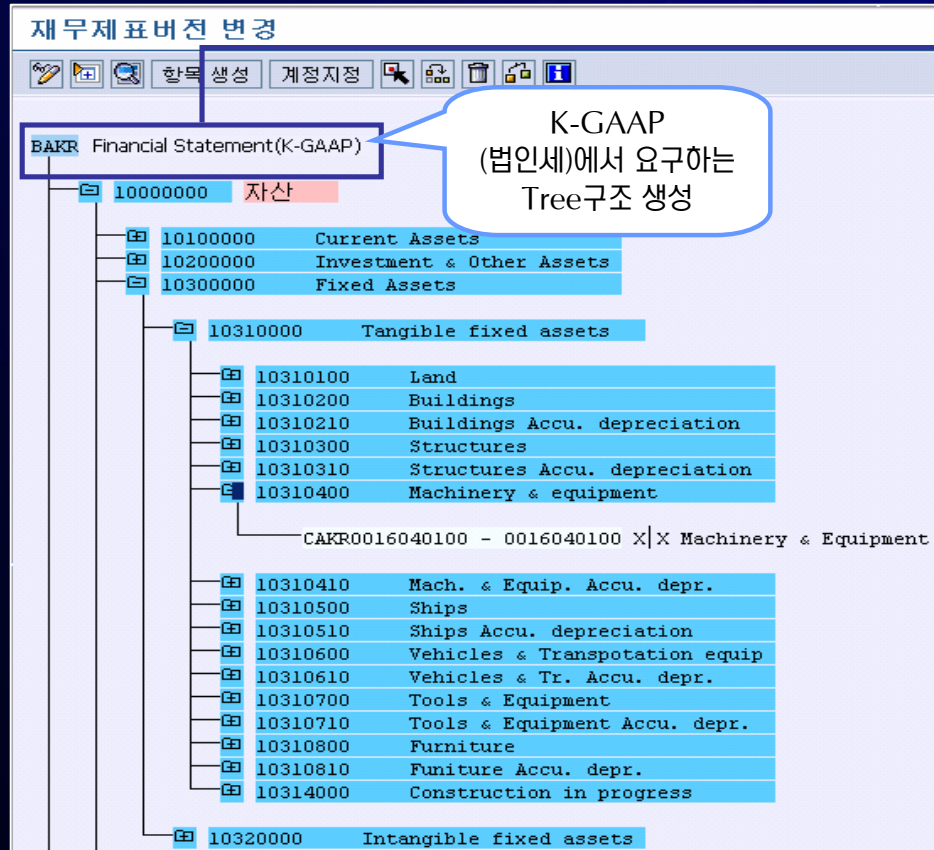 재무제표버전 변경
항목 생성 계정지정
BAKR Financial Statement(K-GAAP)
K-GAAP
(법인세)에서 요구하는
Tree구조 생성
10000000 자산
10100000 Current Assets
10200000 Investment & Other Assets
10300000 Fixed Assets
10310000 Tangible fixed assets
10310100 Land
10310200 Buildings
10310210 Buildings Accu. depreciation
10310300 Structures
10310310 Structures Accu. depreciation
10310400 Machinery & equipment
CAKR0016040100 - 0016040100 X X Machinery & Equipment
10310410 Mach. & Equip. Accu. depr.
10310500 Ships
10310510 Ships Accu. depreciation
10310600 Vehicles & Transpotation equip
10310610 Vehicles & Tr. Accu. depr.
10310700 Tools & Equipment
10310710 Tools & Equipment Accu. depr.
10310800 Furniture
10310810 Funiture Accu. depr.
10314000 Construction in progress
10320000 Intangible fixed assets